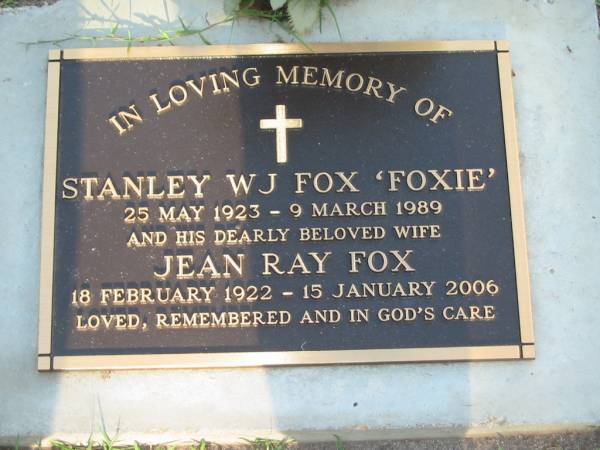 IN LOVING MEMORY OF
STANLEY WJ FOX 'FOXIE'
25 MAY 1923 - 9 MARCH 1989
AND HIS DEARLY BELOVED WIFE
JEAN RAY FOX
18 FEBRUARY 1922 - 15 JANUARY 2006
LOVED, REMEMBERED AND IN GOD'S CARE